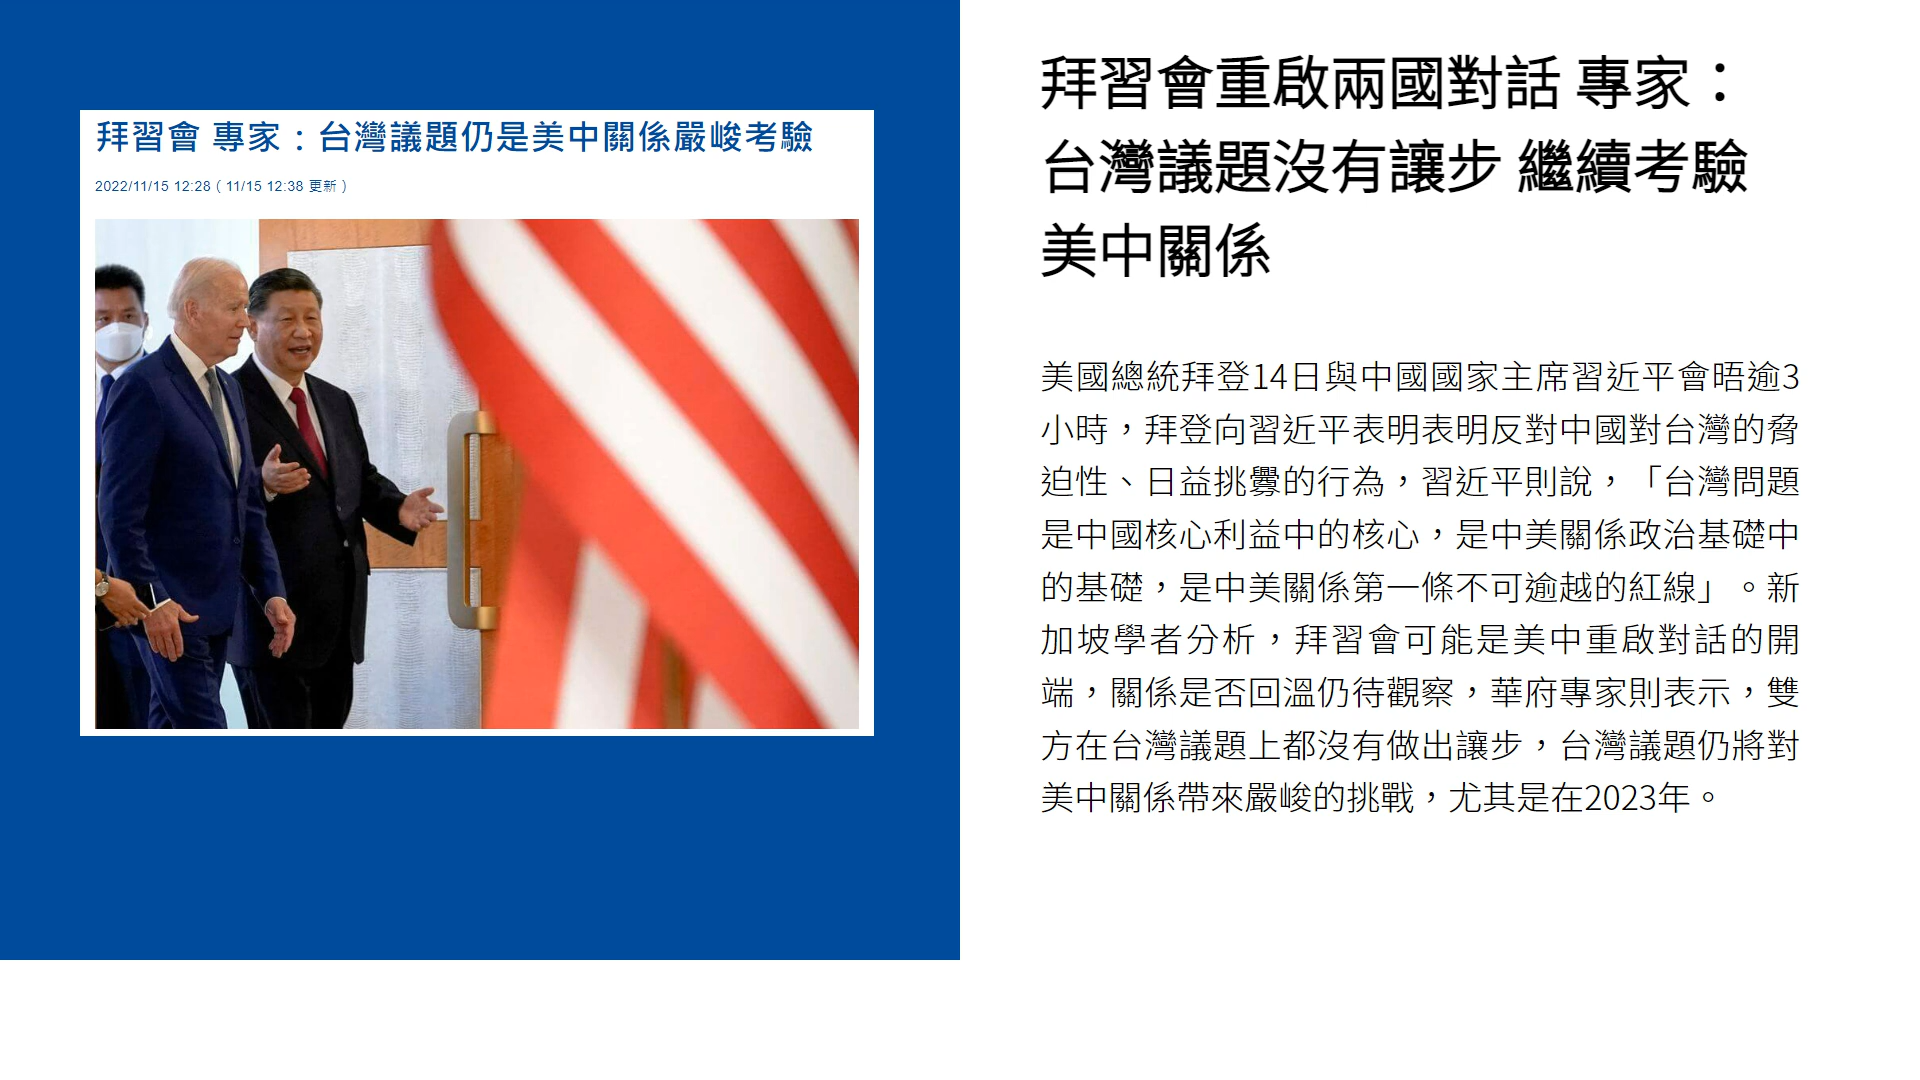 拜習會 專家：台灣議題仍是美中關係嚴峻考驗
2022/11/15 12:28（11/15 12:38 更新）
拜習會重啟兩國對話 專家：
台灣議題沒有讓步 繼續考驗
美中關係
美國總統拜登14日與中國國家主席習近平會晤逾3
小時，拜登向習近平表明表明反對中國對台灣的脅
迫性、日益挑釁的行為，習近平則說，「台灣問題
是中國核心利益中的核心，是中美關係政治基礎中
的基礎，是中美關係第一條不可逾越的紅線」。新
加坡學者分析，拜習會可能是美中重啟對話的開
端，關係是否回溫仍待觀察，華府專家則表示，雙
方在台灣議題上都沒有做出讓步，台灣議題仍將對
美中關係帶來嚴峻的挑戰，尤其是在2023年。